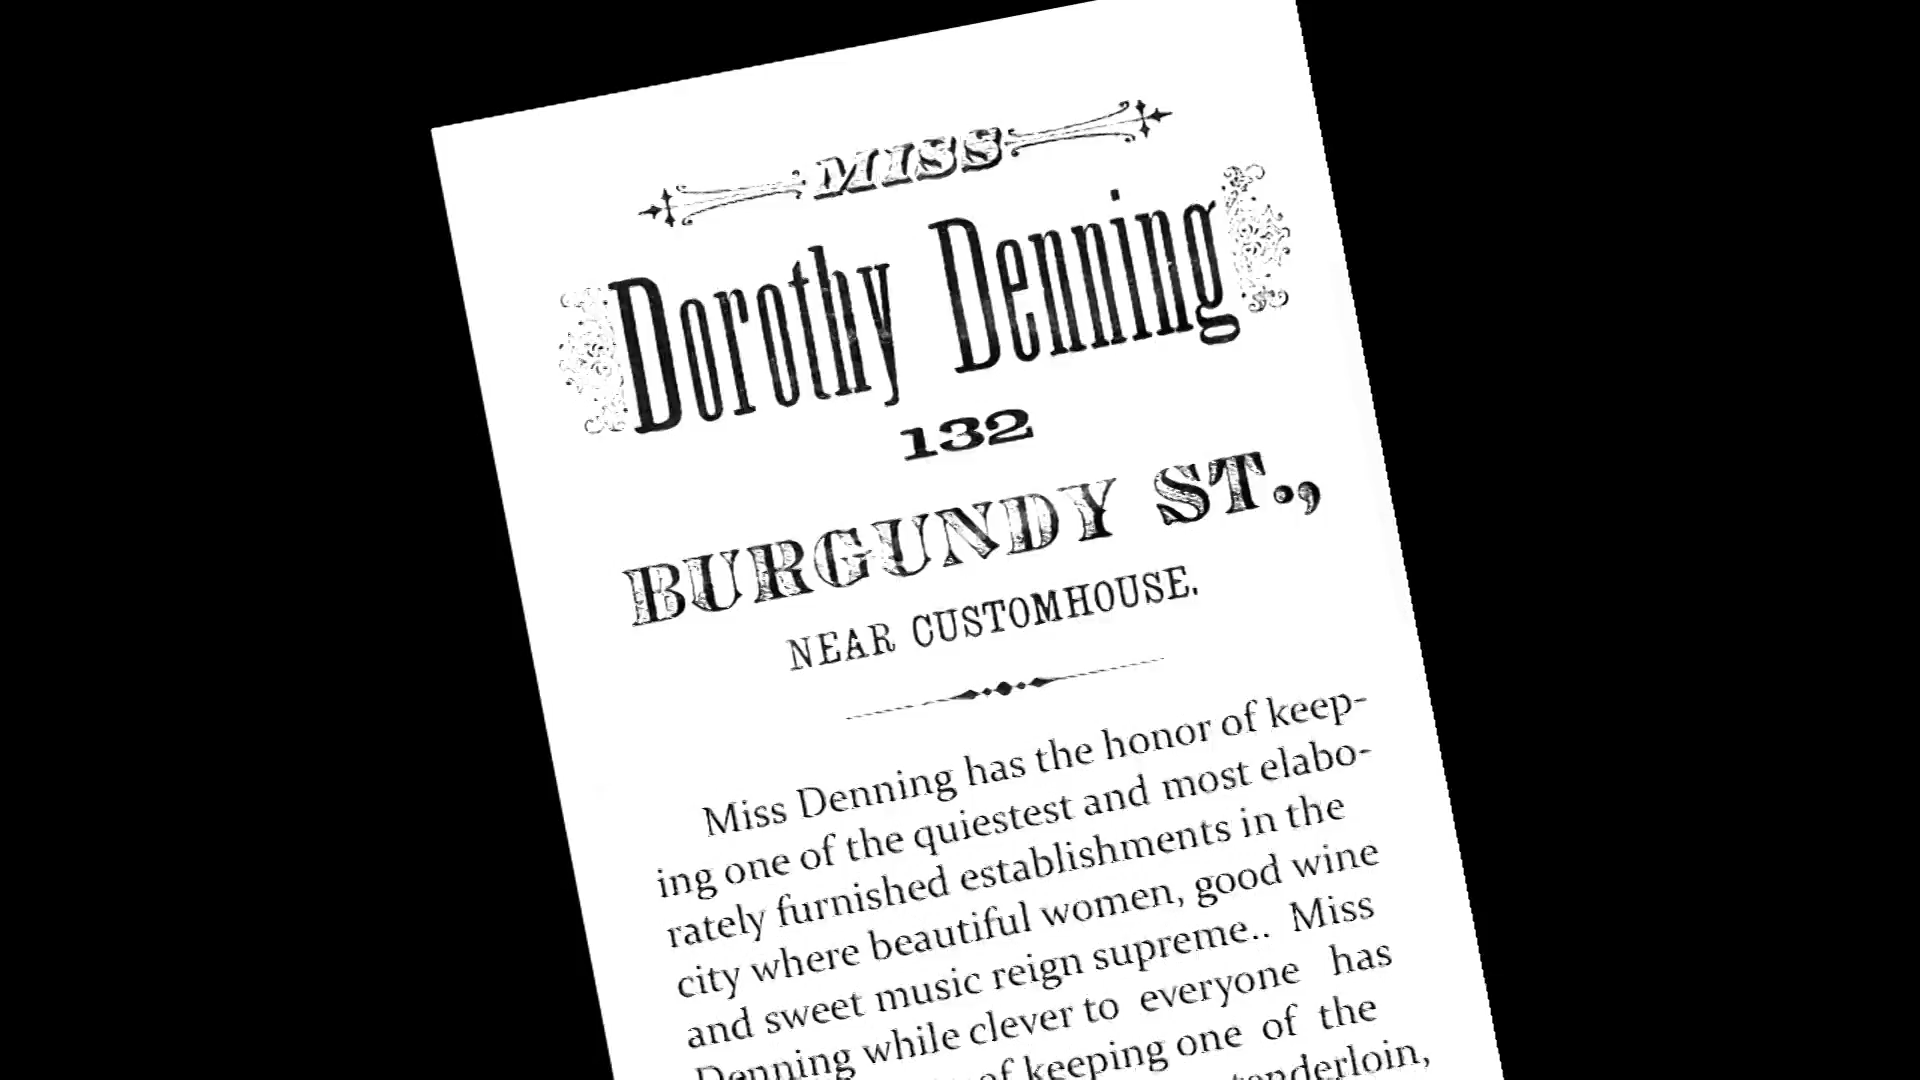 MISS
Dorothy Denning
132
BURGUNDY ST.,
NEAR CUSTOMHOUSE.
Miss Denning has the honor of keep-
ing one of the quiestest and most elabo-
rately furnished establishments in the
city where beautiful women, good wine
and sweet music reign supreme.. Miss
Denning while clever to everyone has
of keeping one of the
tenderloin,